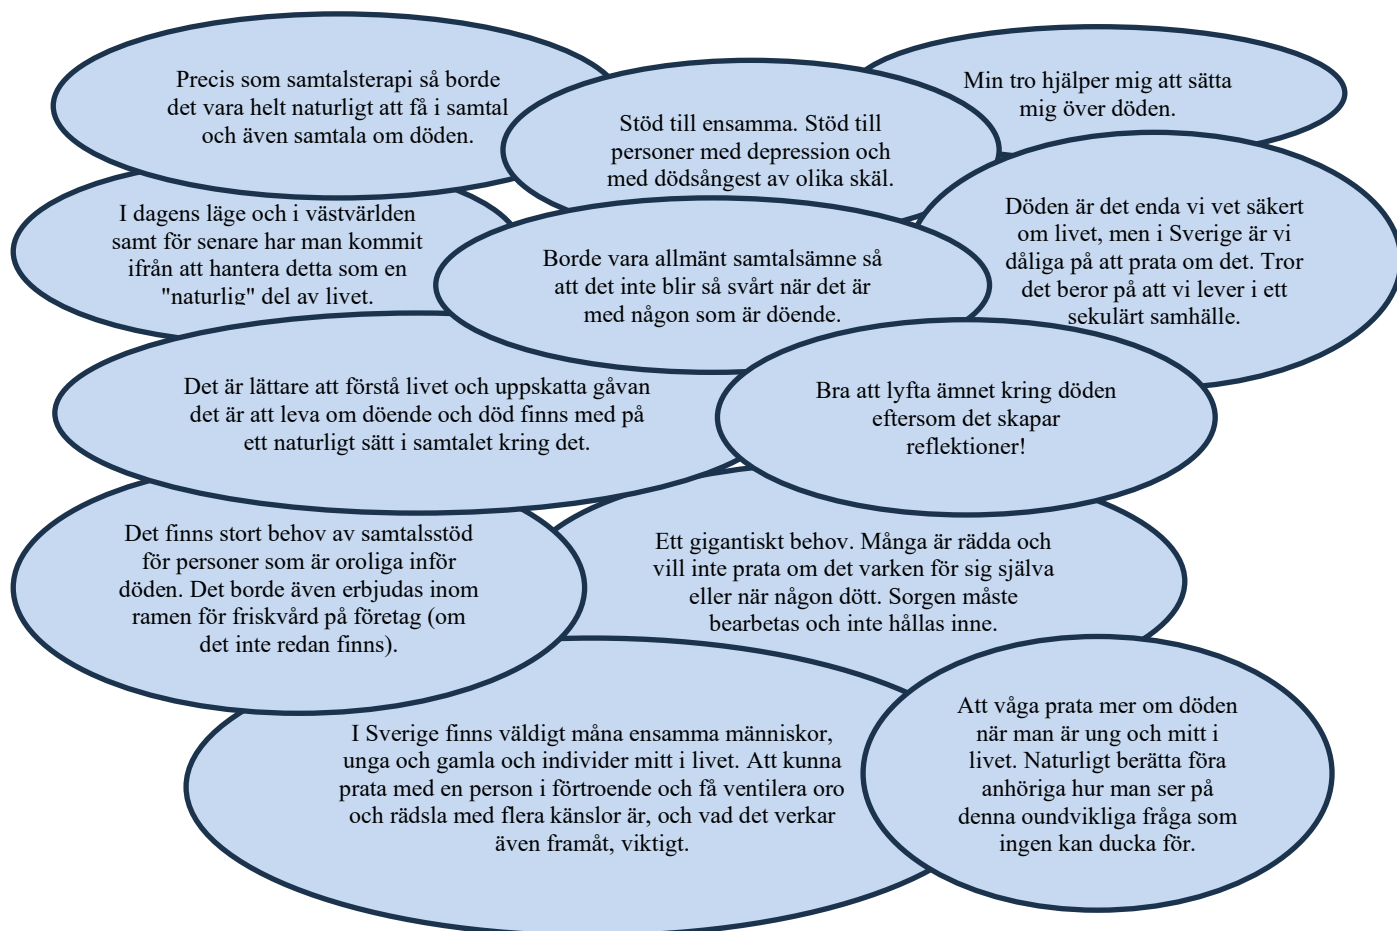 Precis som samtalsterapi så borde
det vara helt naturligt att få i samtal
och även samtala om döden.
Stöd till ensamma. Stöd till
personer med depression och
med dödsångest av olika skäl.
Min tro hjälper mig att sätta
mig över döden.
I dagens läge och i västvärlden
samt för senare har man kommit
ifrån att hantera detta som en
"naturlig" del av livet.
Borde vara allmänt samtalsämne så
att det inte blir så svårt när det är
med någon som är döende.
Döden är det enda vi vet säkert
om livet, men i Sverige är vi
dåliga på att prata om det. Tror
det beror på att vi lever i ett
sekulärt samhälle.
Det är lättare att förstå livet och uppskatta gåvan
det är att leva om döende och död finns med på
ett naturligt sätt i samtalet kring det.
Bra att lyfta ämnet kring döden
eftersom det skapar
reflektioner!
Det finns stort behov av samtalsstöd
för personer som är oroliga inför
döden. Det borde även erbjudas inom
ramen för friskvård på företag (om
det inte redan finns).
Ett gigantiskt behov. Många är rädda och
vill inte prata om det varken för sig själva
eller när någon dött. Sorgen måste
bearbetas och inte hållas inne.
I Sverige finns väldigt måna ensamma människor,
unga och gamla och individer mitt i livet. Att kunna
prata med en person i förtroende och få ventilera oro
och rädsla med flera känslor är, och vad det verkar
även framåt, viktigt.
Att våga prata mer om döden
när man är ung och mitt i
livet. Naturligt berätta föra
anhöriga hur man ser på
denna oundvikliga fråga som
ingen kan ducka för.